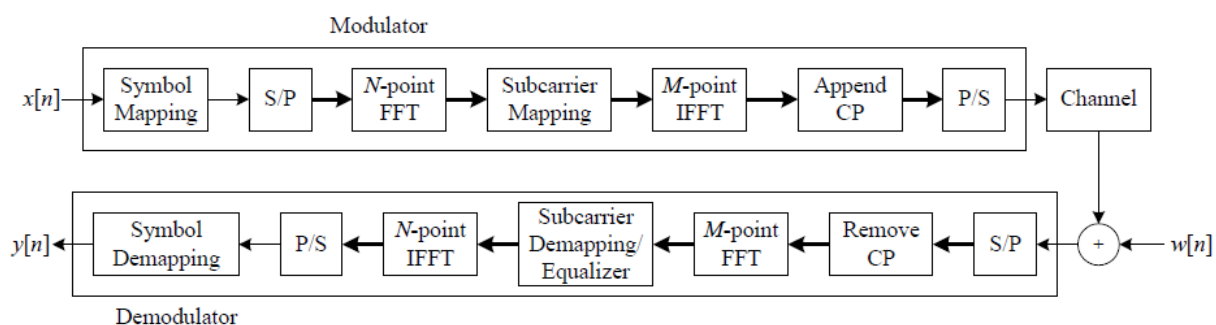 Modulator
x[n]
Symbol
Mapping
S/P
N-point
FFT
Subcarrier
Mapping
M-point
IFFT
Append
CP
P/S
Channel
y[n]
Symbol
Demapping
P/S
N-point
IFFT
Subcarrier
Demapping/
Equalizer
M-point
FFT
Remove
CP
S/P
+
w[n]
Demodulator